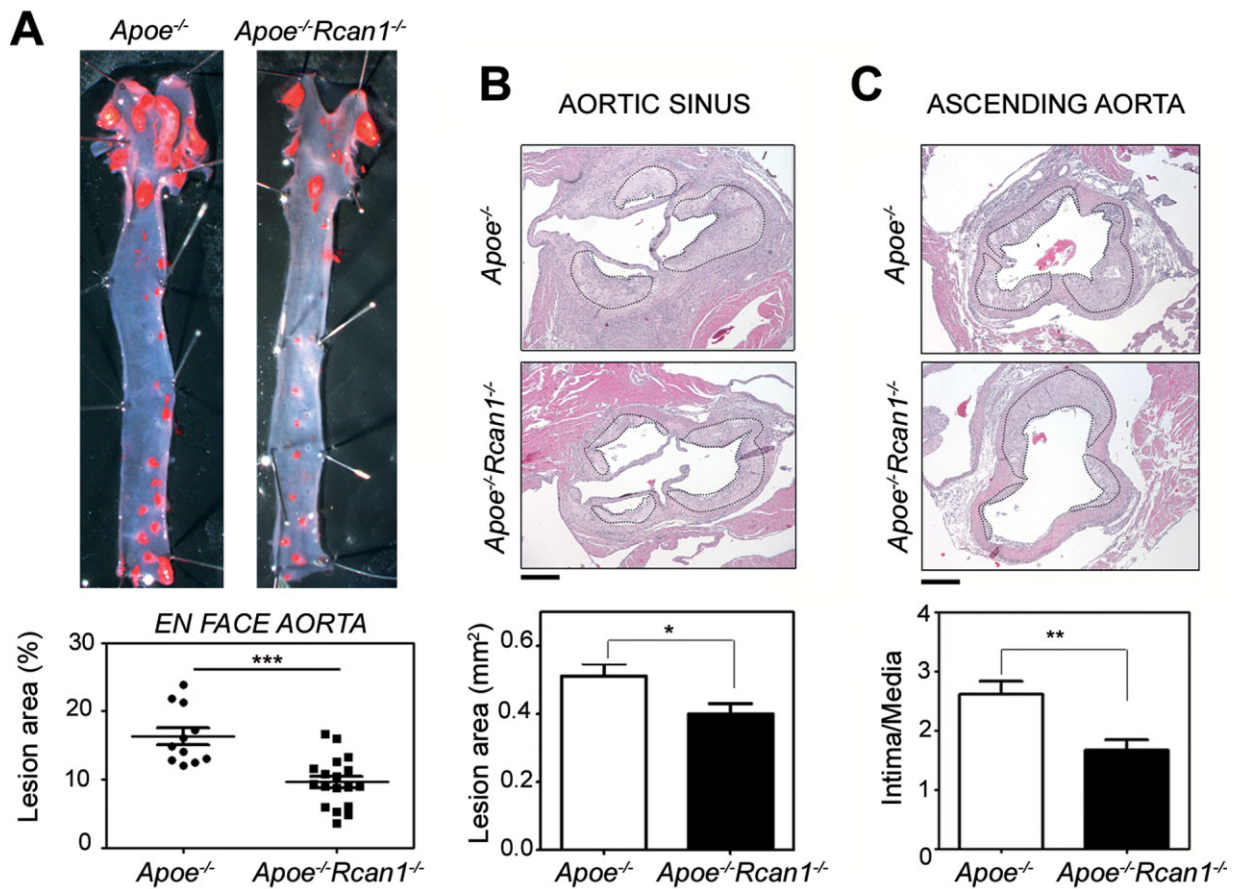 A
Apoe-/-
Apoe-/-Rcan1-/-
EN FACE AORTA
Lesion area (%)
30
20
10
0
***
Apoe-/-
Apoe-/-Rcan1-/-
B
AORTIC SINUS
Apoe-/-
Apoe-/-Rcan1-/-
Lesion area (mm2)
0.6
0.4
0.2
0.0
*
Apoe-/-
Apoe-/-Rcan1-/-
C
ASCENDING AORTA
Apoe-/-
Apoe-/-Rcan1-/-
Intima/Media
4
3
2
1
0
**
Apoe-/-
Apoe-/-Rcan1-/-